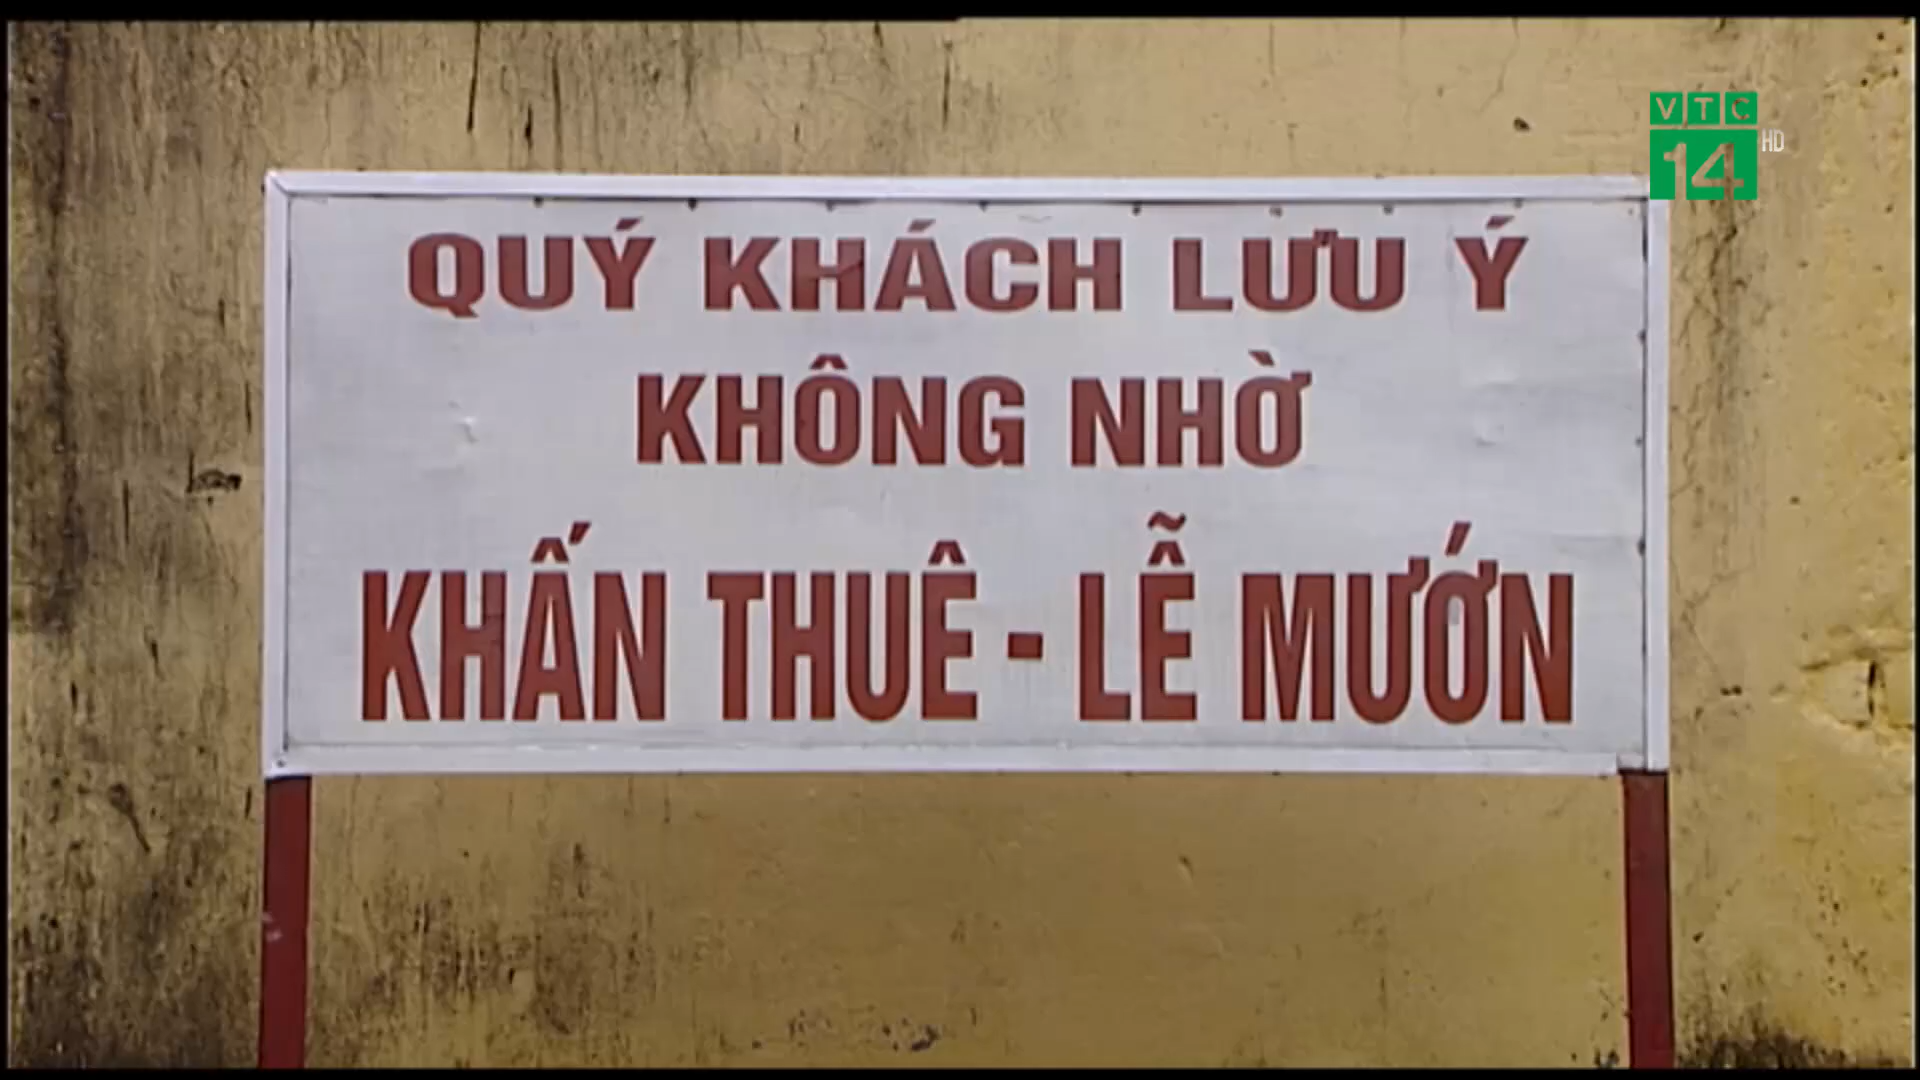 VTC
14 HD
QUÝ KHÁCH LƯU Ý
KHÔNG NHỜ
KHẤN THUÊ - LỄ MƯỚN